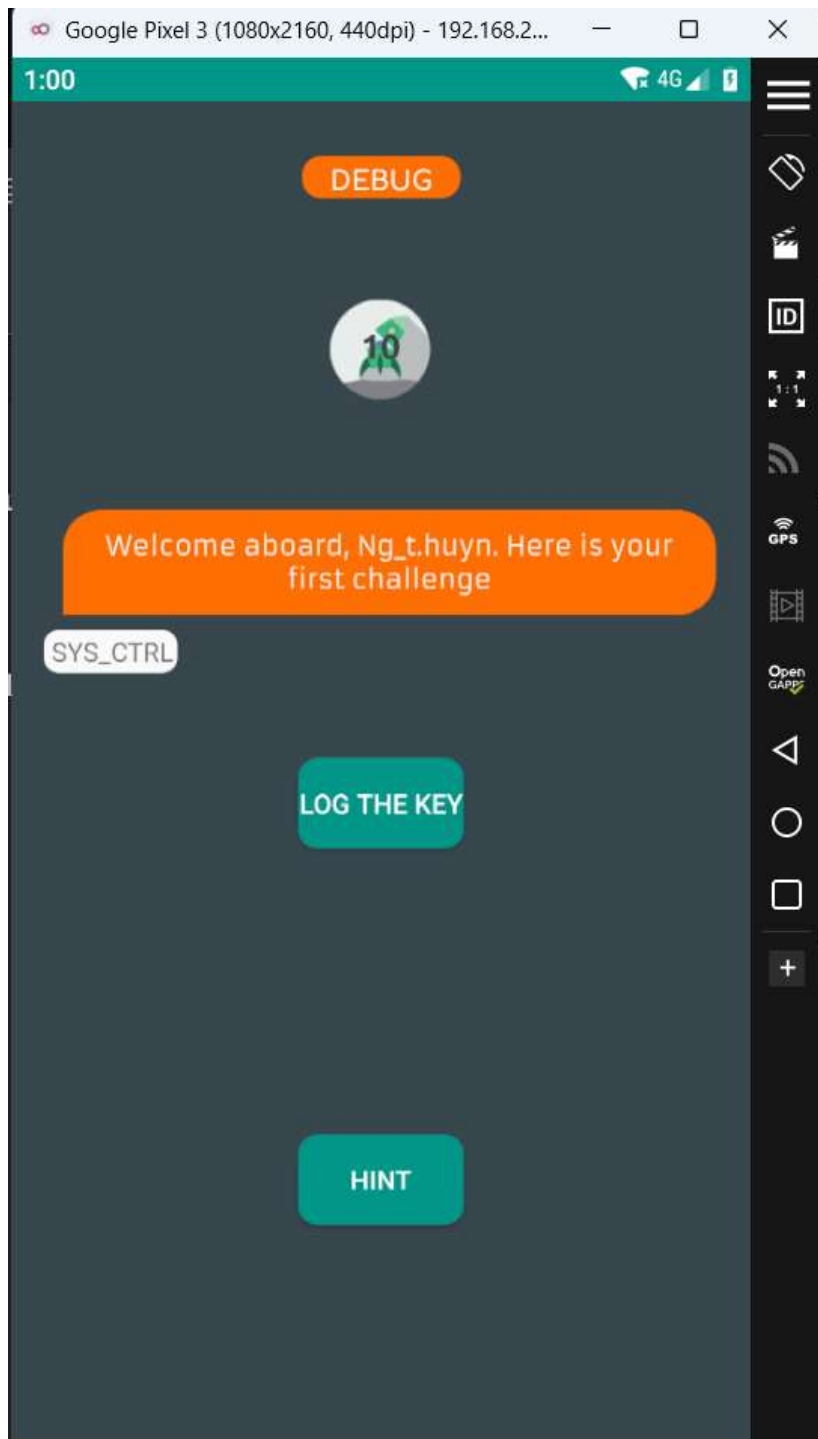 Google Pixel 3 (1080x2160, 440dpi) - 192.168.2...
1:00
4G
DEBUG
10
Welcome aboard, Ng_t.huyn. Here is your
first challenge
SYS_CTRL
LOG THE KEY
HINT
ID
1:1
GPS
Open
GAPPS